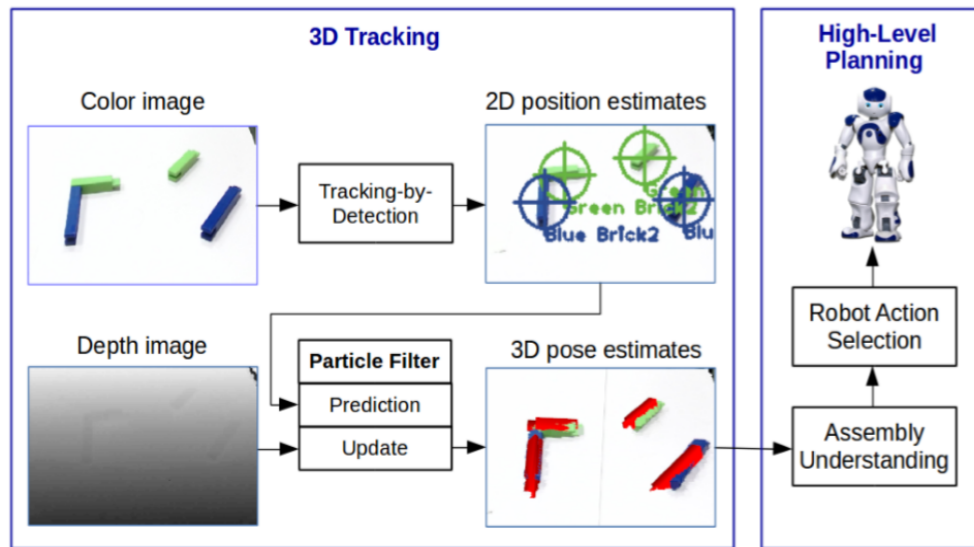 3D Tracking
Color image
2D position estimates
Tracking-by-
Detection
Green
Green Brick2
Blue Brick2
Blu
Depth image
Particle Filter
Prediction
Update
3D pose estimates
High-Level
Planning
Robot Action
Selection
Assembly
Understanding